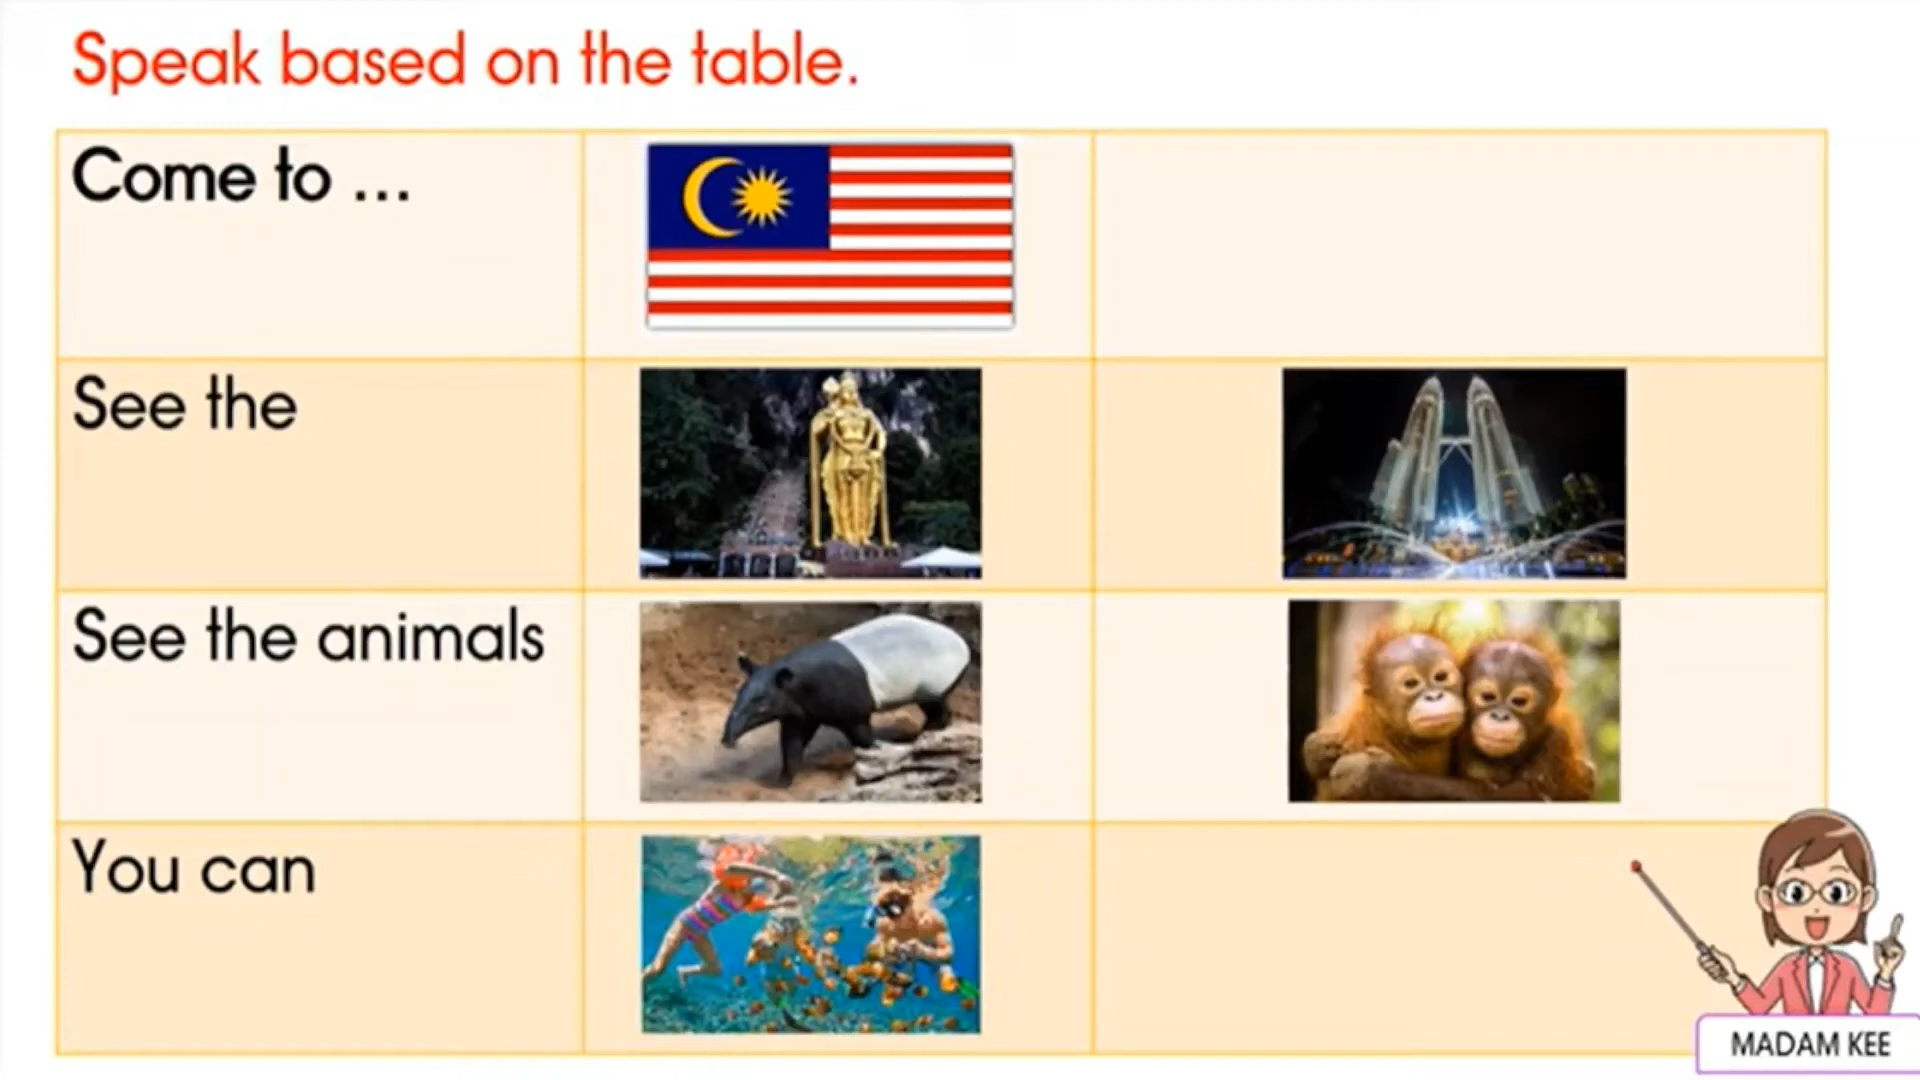 Speak based on the table.
Come to ...
See the
See the animals
You can
MADAM KEE